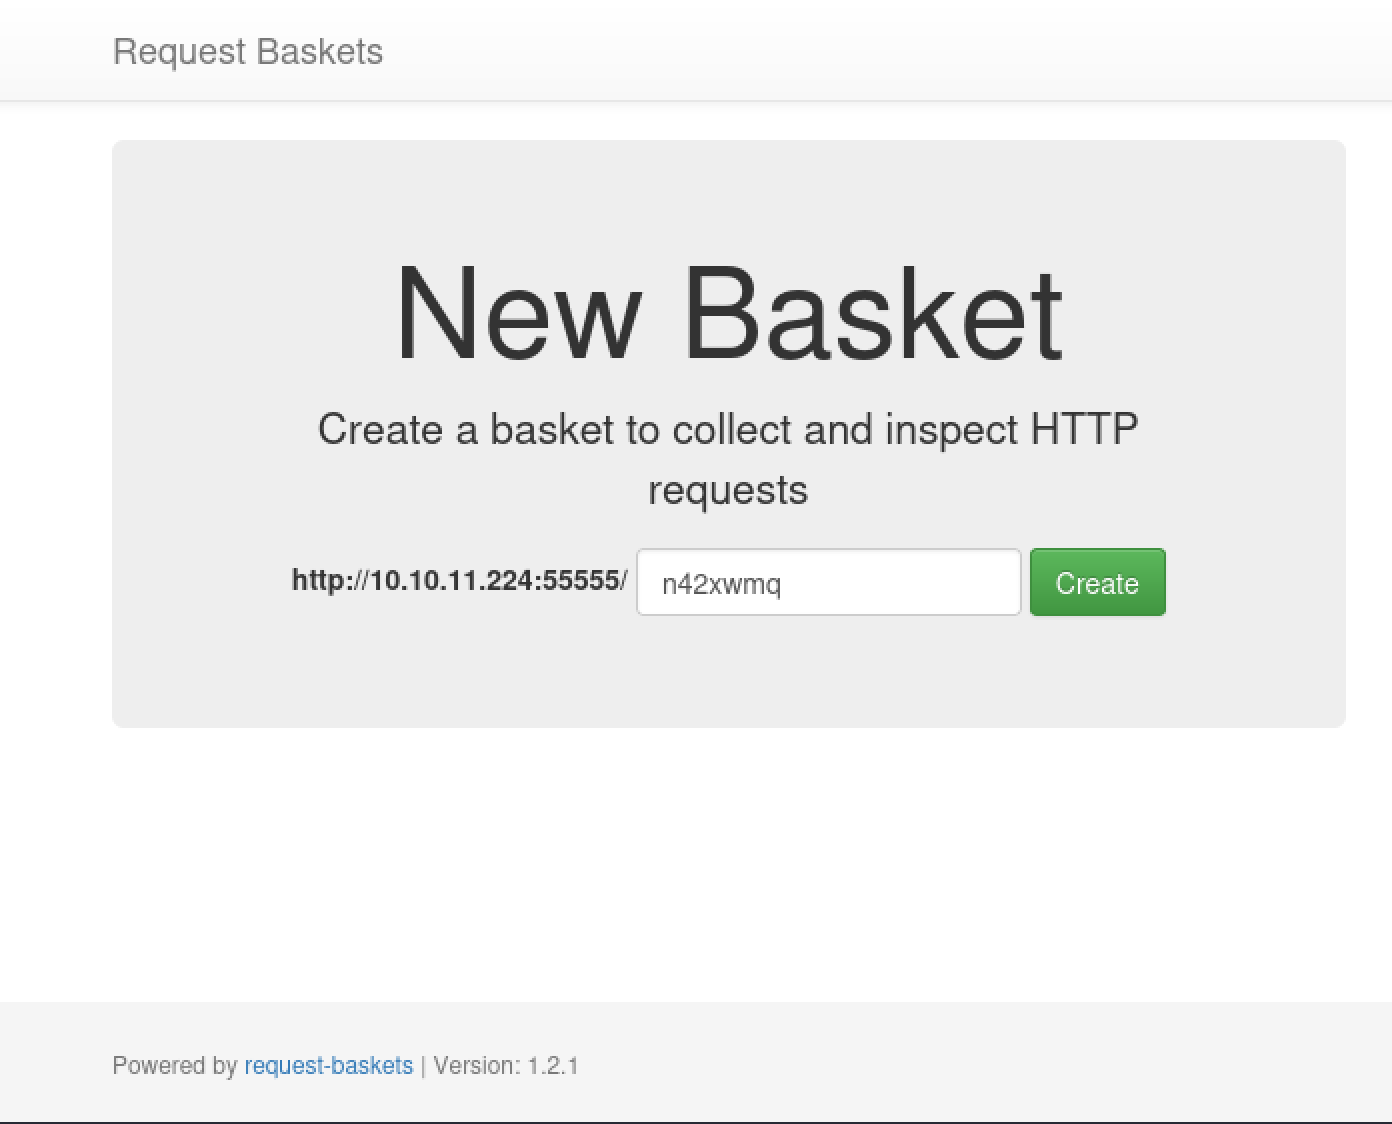 Request Baskets
New Basket
Create a basket to collect and inspect HTTP
requests
http://10.10.11.224:55555/ n42xwmq Create
Powered by request-baskets | Version: 1.2.1